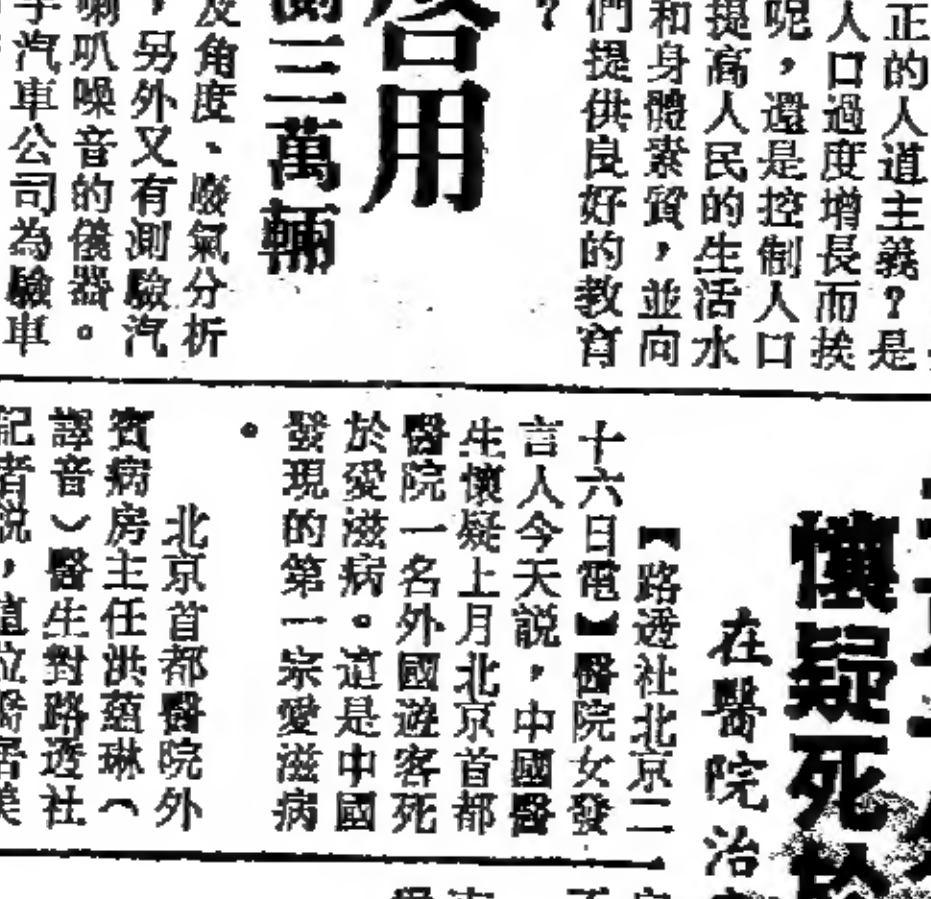 正的人道主義？是
人口過度增長而挨
呢，還是控制人口
提高人民的生活水
和身體素質，並向
們提供良好的教育
？
啓用
測三萬輛
及角度、廢氣分析
，另外又有測驗汽
喇叭噪音的儀器。
汽車公司為驗車
懷疑死於
在醫院治
【路透社北京二
十六日電】醫院女發
言人今天說，中國醫
生懷疑上月北京首都
醫院一名外國遊客死
於愛滋病。這是中國
發現的第一宗愛滋病
。
北京首都醫院外
賓病房主任洪蘊琳（
譯音）醫生對路透社
記者說，這位醫居美